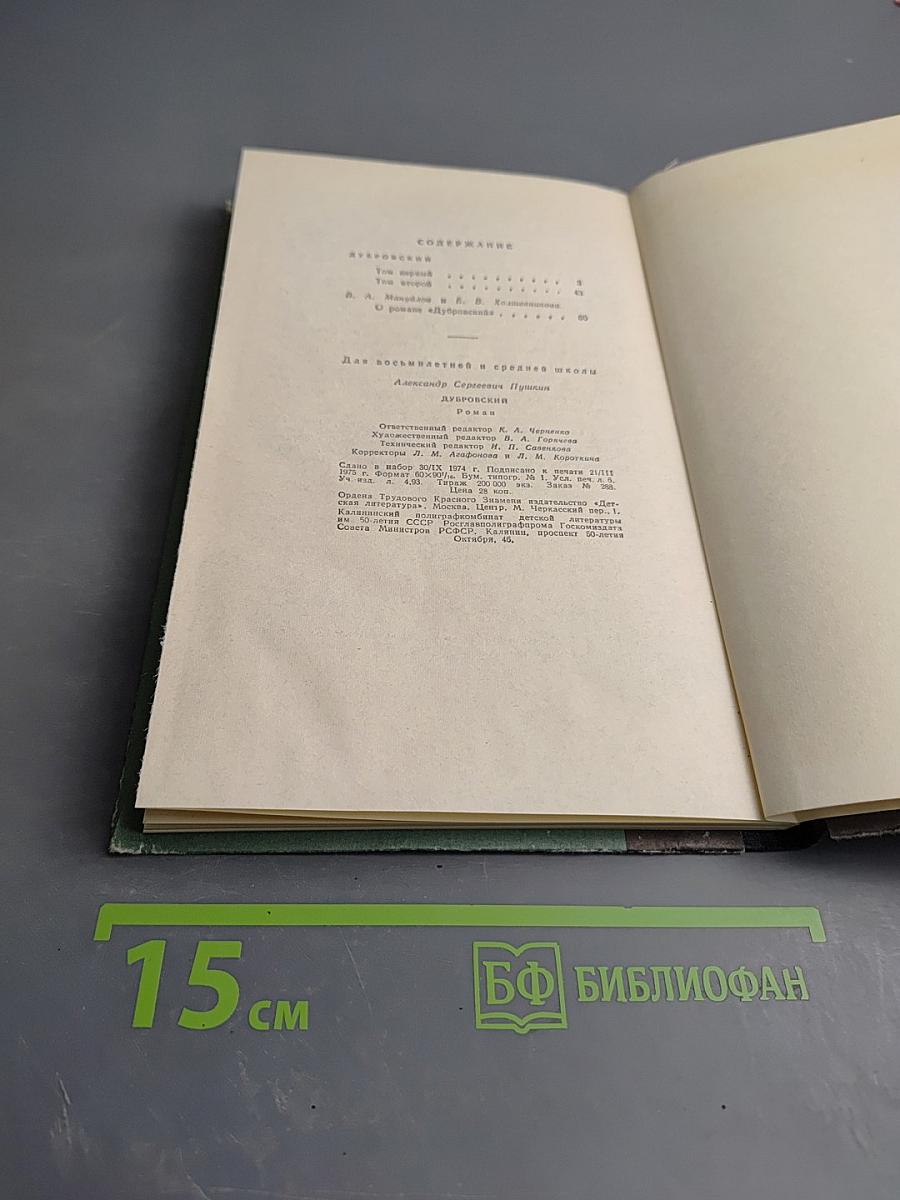 СОДЕРЖАНИЕ
ДУБРОВСКИЙ
Том первый . . . . . . . . . . 3
Том второй . . . . . . . . . . 43
В. А. Мануйлов и Е. В. Холшевникова.
О романе «Дубровский» . . . . . .
Для восьмилетней и средней школы
Александр Сергеевич Пушкин
ДУБРОВСКИЙ
Роман
Ответственный редактор К. А. Черненко
Художественный редактор В. А. Горячева
Технический редактор И. П. Савенкова
Корректоры Л. М. Агафонова и Л. М. Короткина
Сдано в набор 30/IX 1974 г. Подписано к печати 21/III
1975 г. Формат 60×90¹/₁₆. Бум. типогр. № 1. Усл. печ. л. 6.
Уч. изд. л. 4,93. Тираж 200 000 экз. Заказ № 288.
Цена 28 коп.
Ордена Трудового Красного Знамени издательство «Дет-
ская литература». Москва. Центр, М. Черкасский пер., 1.
Калининский полиграфкомбинат детской литературы
им. 50-летия СССР Росглавполиграфпрома Госкомиздата
Совета Министров РСФСР. Калинин, проспект 50-летия
Октября, 46.
15 см
БФ БИБЛИОФАН